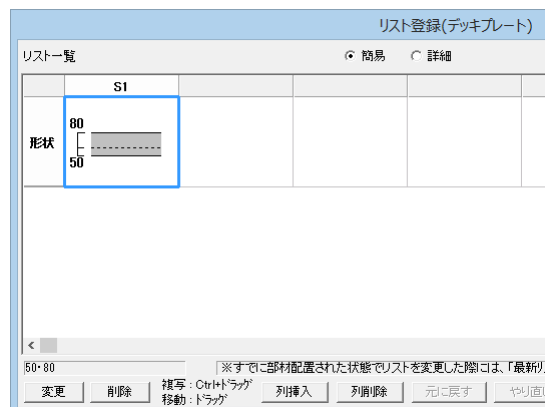 リスト登録(デッキプレート)
リスト一覧 簡易 詳細
S1
形状 80
50
50・80 ※すでに部材配置された状態でリストを変更した際には、「最新リ
変更 削除 複写：Ctrl+ドラッグ 列挿入 列削除 元に戻す やり直
移動：ドラッグ